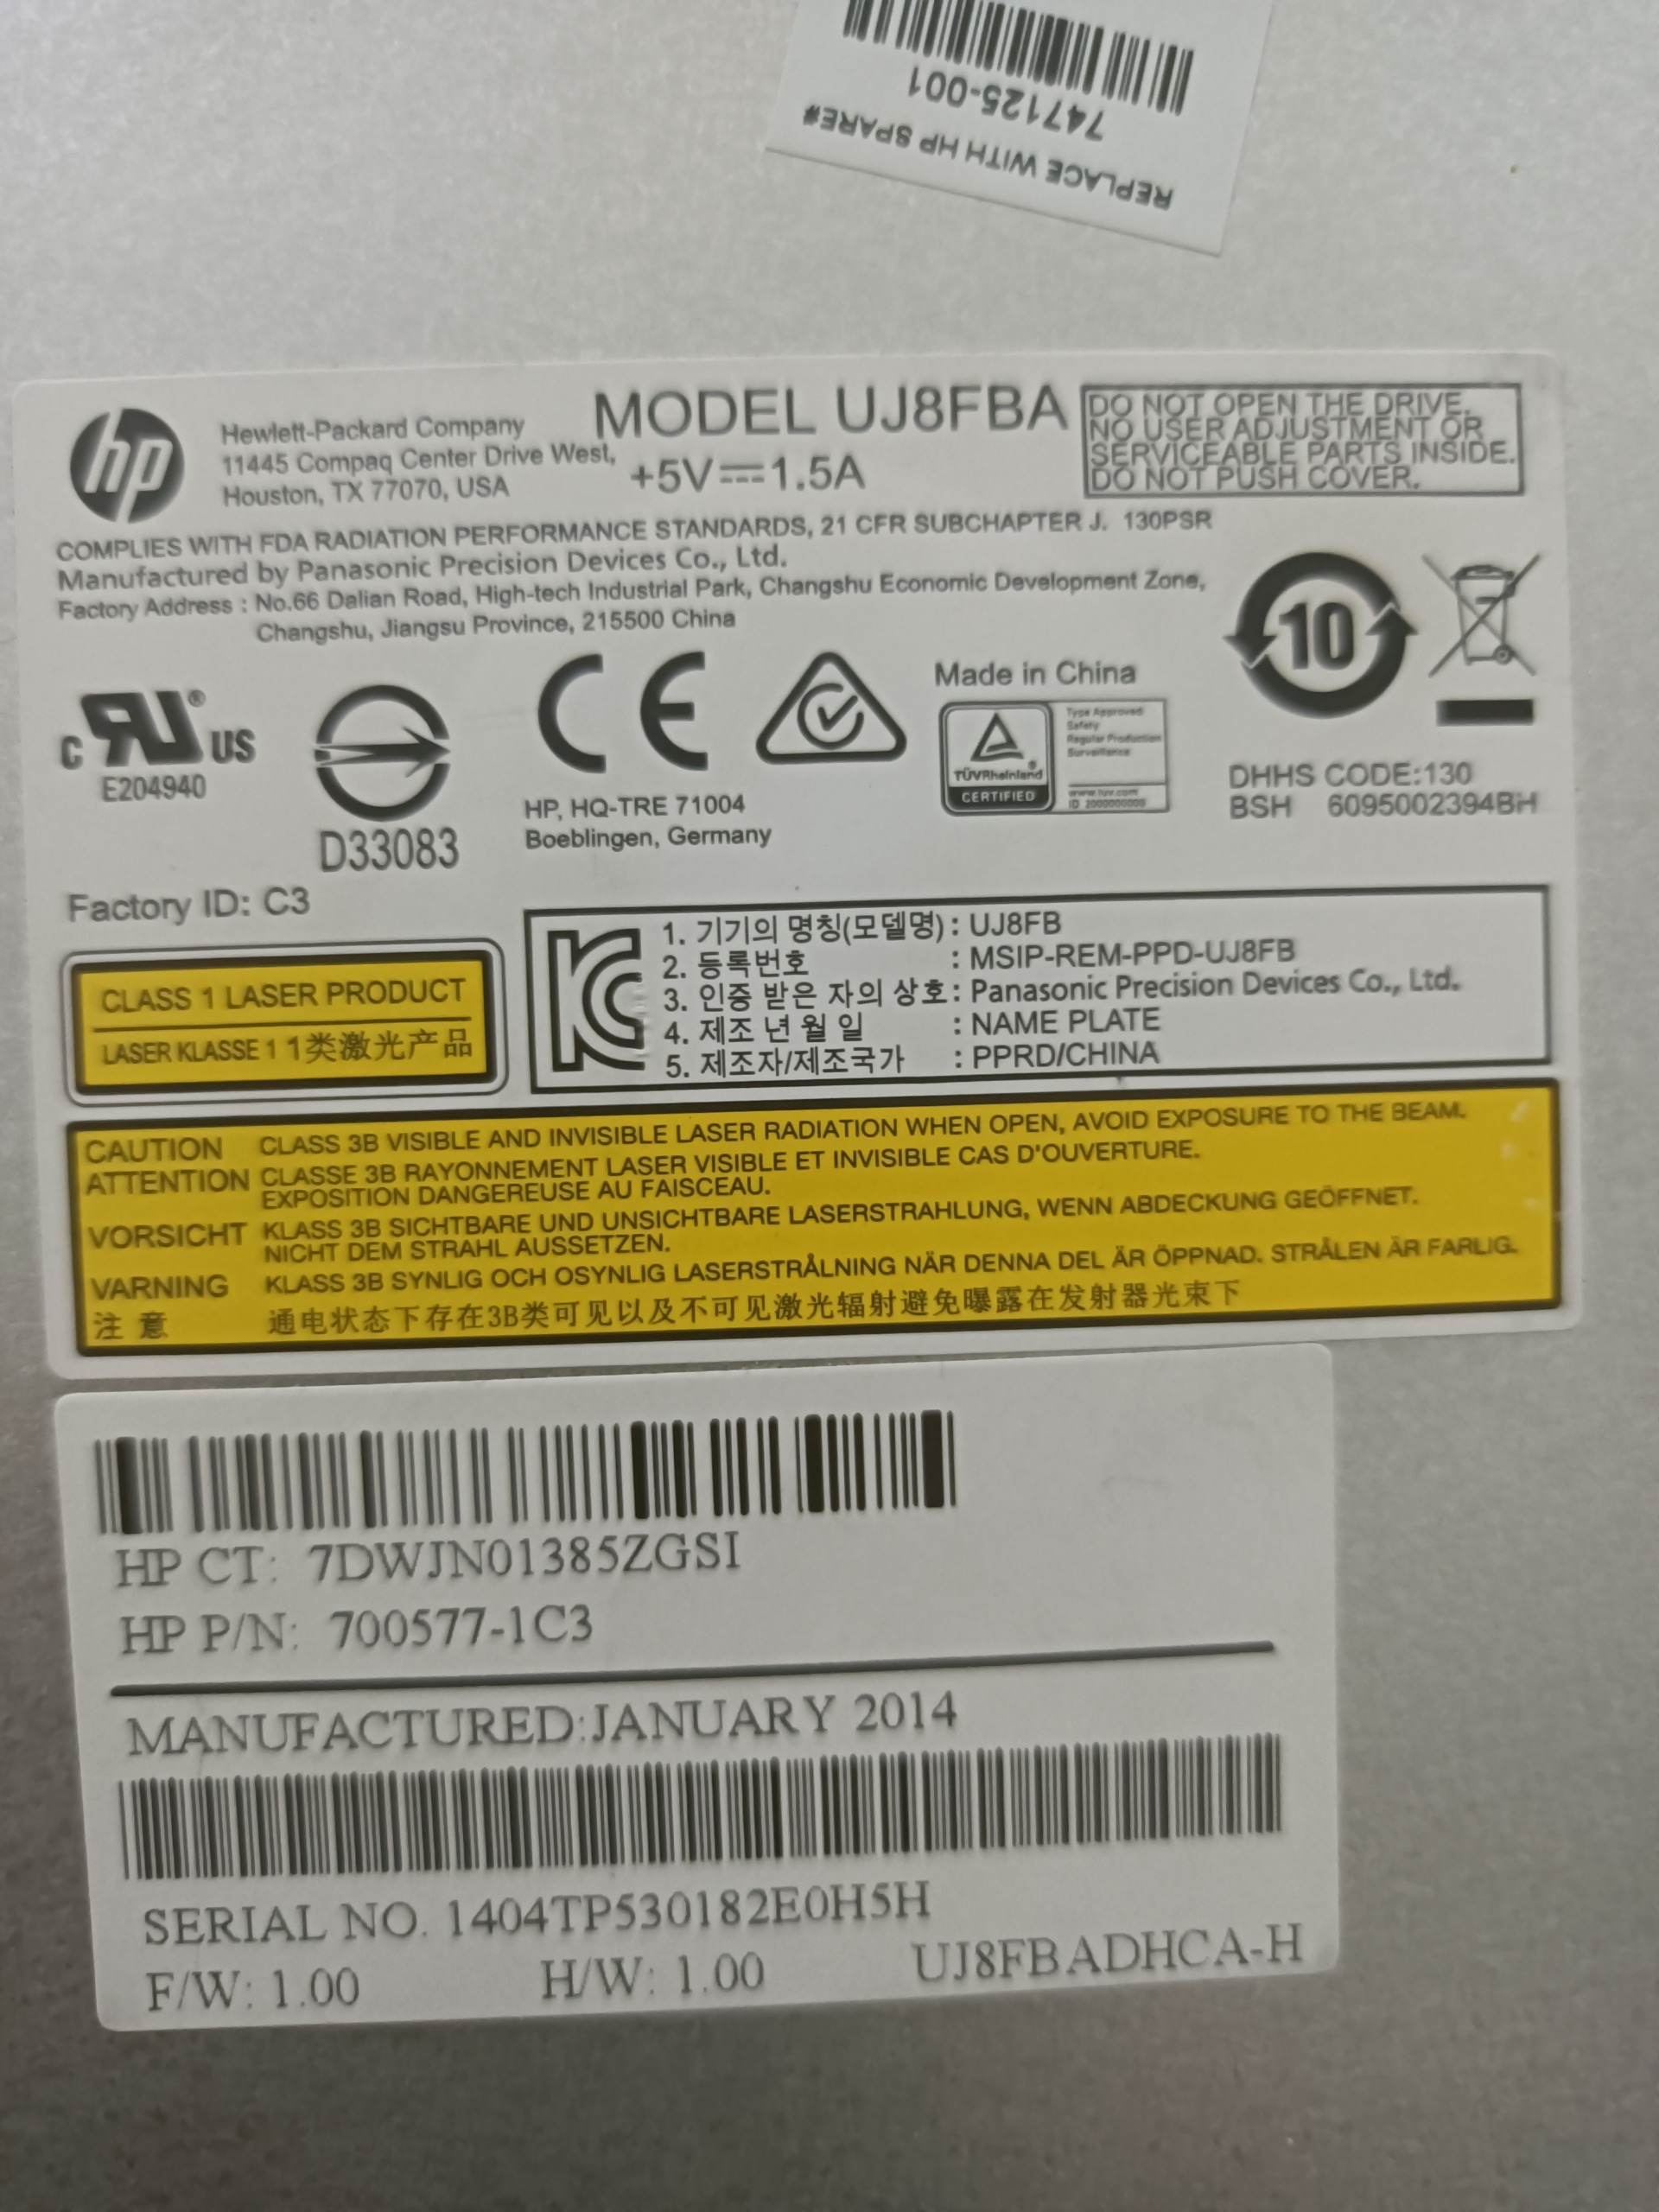 747125-001
REPLACE WITH HP SPARE#
hp
Hewlett-Packard Company
11445 Compaq Center Drive West,
Houston, TX 77070, USA
MODEL UJ8FBA
+5V⎓1.5A
DO NOT OPEN THE DRIVE.
NO USER ADJUSTMENT OR
SERVICEABLE PARTS INSIDE.
DO NOT PUSH COVER.
COMPLIES WITH FDA RADIATION PERFORMANCE STANDARDS, 21 CFR SUBCHAPTER J. 130PSR
Manufactured by Panasonic Precision Devices Co., Ltd.
Factory Address : No.66 Dalian Road, High-tech Industrial Park, Changshu Economic Development Zone,
Changshu, Jiangsu Province, 215500 China
10
C RU® US
E204940
D33083
CE
HP, HQ-TRE 71004
Boeblingen, Germany
Made in China
TÜVRheinland®
CERTIFIED
Type Approved
Safety
Regular Production
Surveillance
www.tuv.com
ID 2000000000
DHHS CODE:130
BSH 6095002394BH
Factory ID: C3
CLASS 1 LASER PRODUCT
LASER KLASSE 1 1类激光产品
KC
1. 기기의 명칭(모델명) : UJ8FB
2. 등록번호 : MSIP-REM-PPD-UJ8FB
3. 인증 받은 자의 상호 : Panasonic Precision Devices Co., Ltd.
4. 제조 년 월 일 : NAME PLATE
5. 제조자/제조국가 : PPRD/CHINA
CAUTION CLASS 3B VISIBLE AND INVISIBLE LASER RADIATION WHEN OPEN, AVOID EXPOSURE TO THE BEAM.
ATTENTION CLASSE 3B RAYONNEMENT LASER VISIBLE ET INVISIBLE CAS D'OUVERTURE.
EXPOSITION DANGEREUSE AU FAISCEAU.
VORSICHT KLASS 3B SICHTBARE UND UNSICHTBARE LASERSTRAHLUNG, WENN ABDECKUNG GEÖFFNET.
NICHT DEM STRAHL AUSSETZEN.
VARNING KLASS 3B SYNLIG OCH OSYNLIG LASERSTRÅLNING NÄR DENNA DEL ÄR ÖPPNAD. STRÅLEN ÄR FARLIG.
注 意 通电状态下存在3B类可见以及不可见激光辐射避免曝露在发射器光束下
HP CT: 7DWJN01385ZGSI
HP P/N: 700577-1C3
MANUFACTURED:JANUARY 2014
SERIAL NO. 1404TP530182E0H5H
F/W: 1.00 H/W: 1.00 UJ8FBADHCA-H